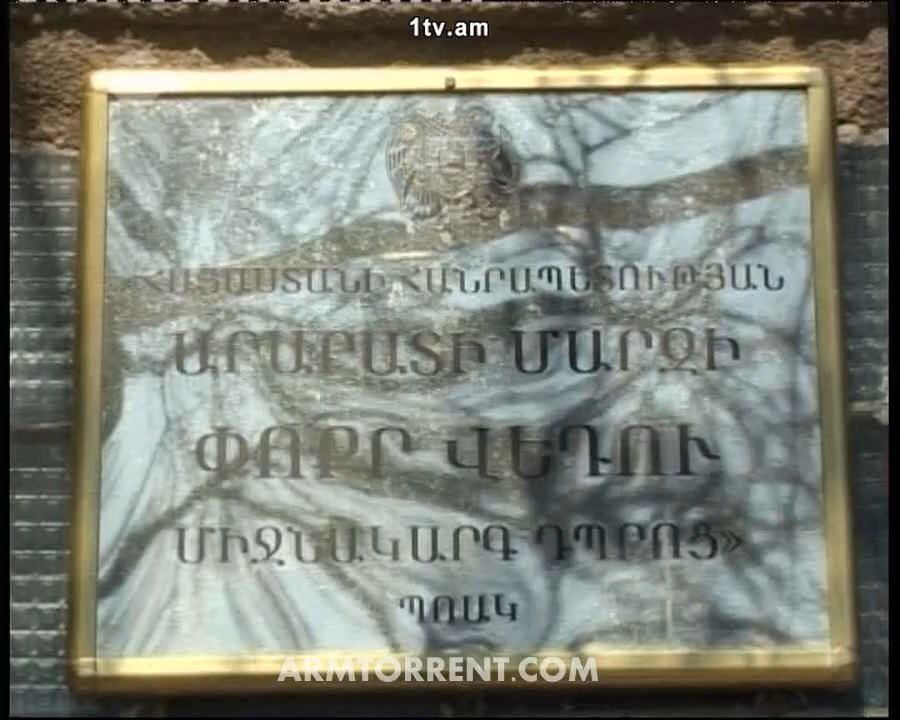 1tv.am
ՀԱՅԱՍՏԱՆԻ ՀԱՆՐԱՊԵՏՈՒԹՅԱՆ
ԱՐԱՐԱՏԻ ՄԱՐԶԻ
ՓՈՔՐ ՎԵԴՈՒ
ՄԻՋՆԱԿԱՐԳ ԴՊՐՈՑ»
ՊՈԱԿ
ARMTORRENT.COM